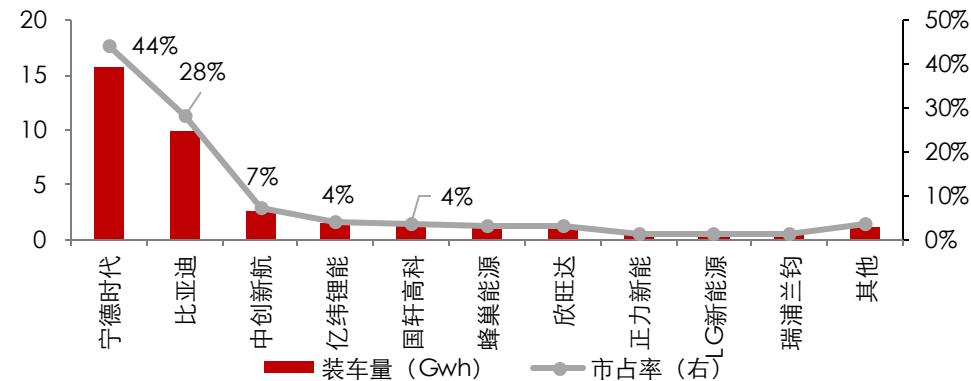 20
15
10
5
0
50%
40%
30%
20%
10%
0%
44%
28%
7%
4%
4%
宁德时代
比亚迪
中创新航
亿纬锂能
国轩高科
蜂巢能源
欣旺达
正力新能
LG新能源
瑞浦兰钧
其他
装车量（Gwh）
市占率（右）